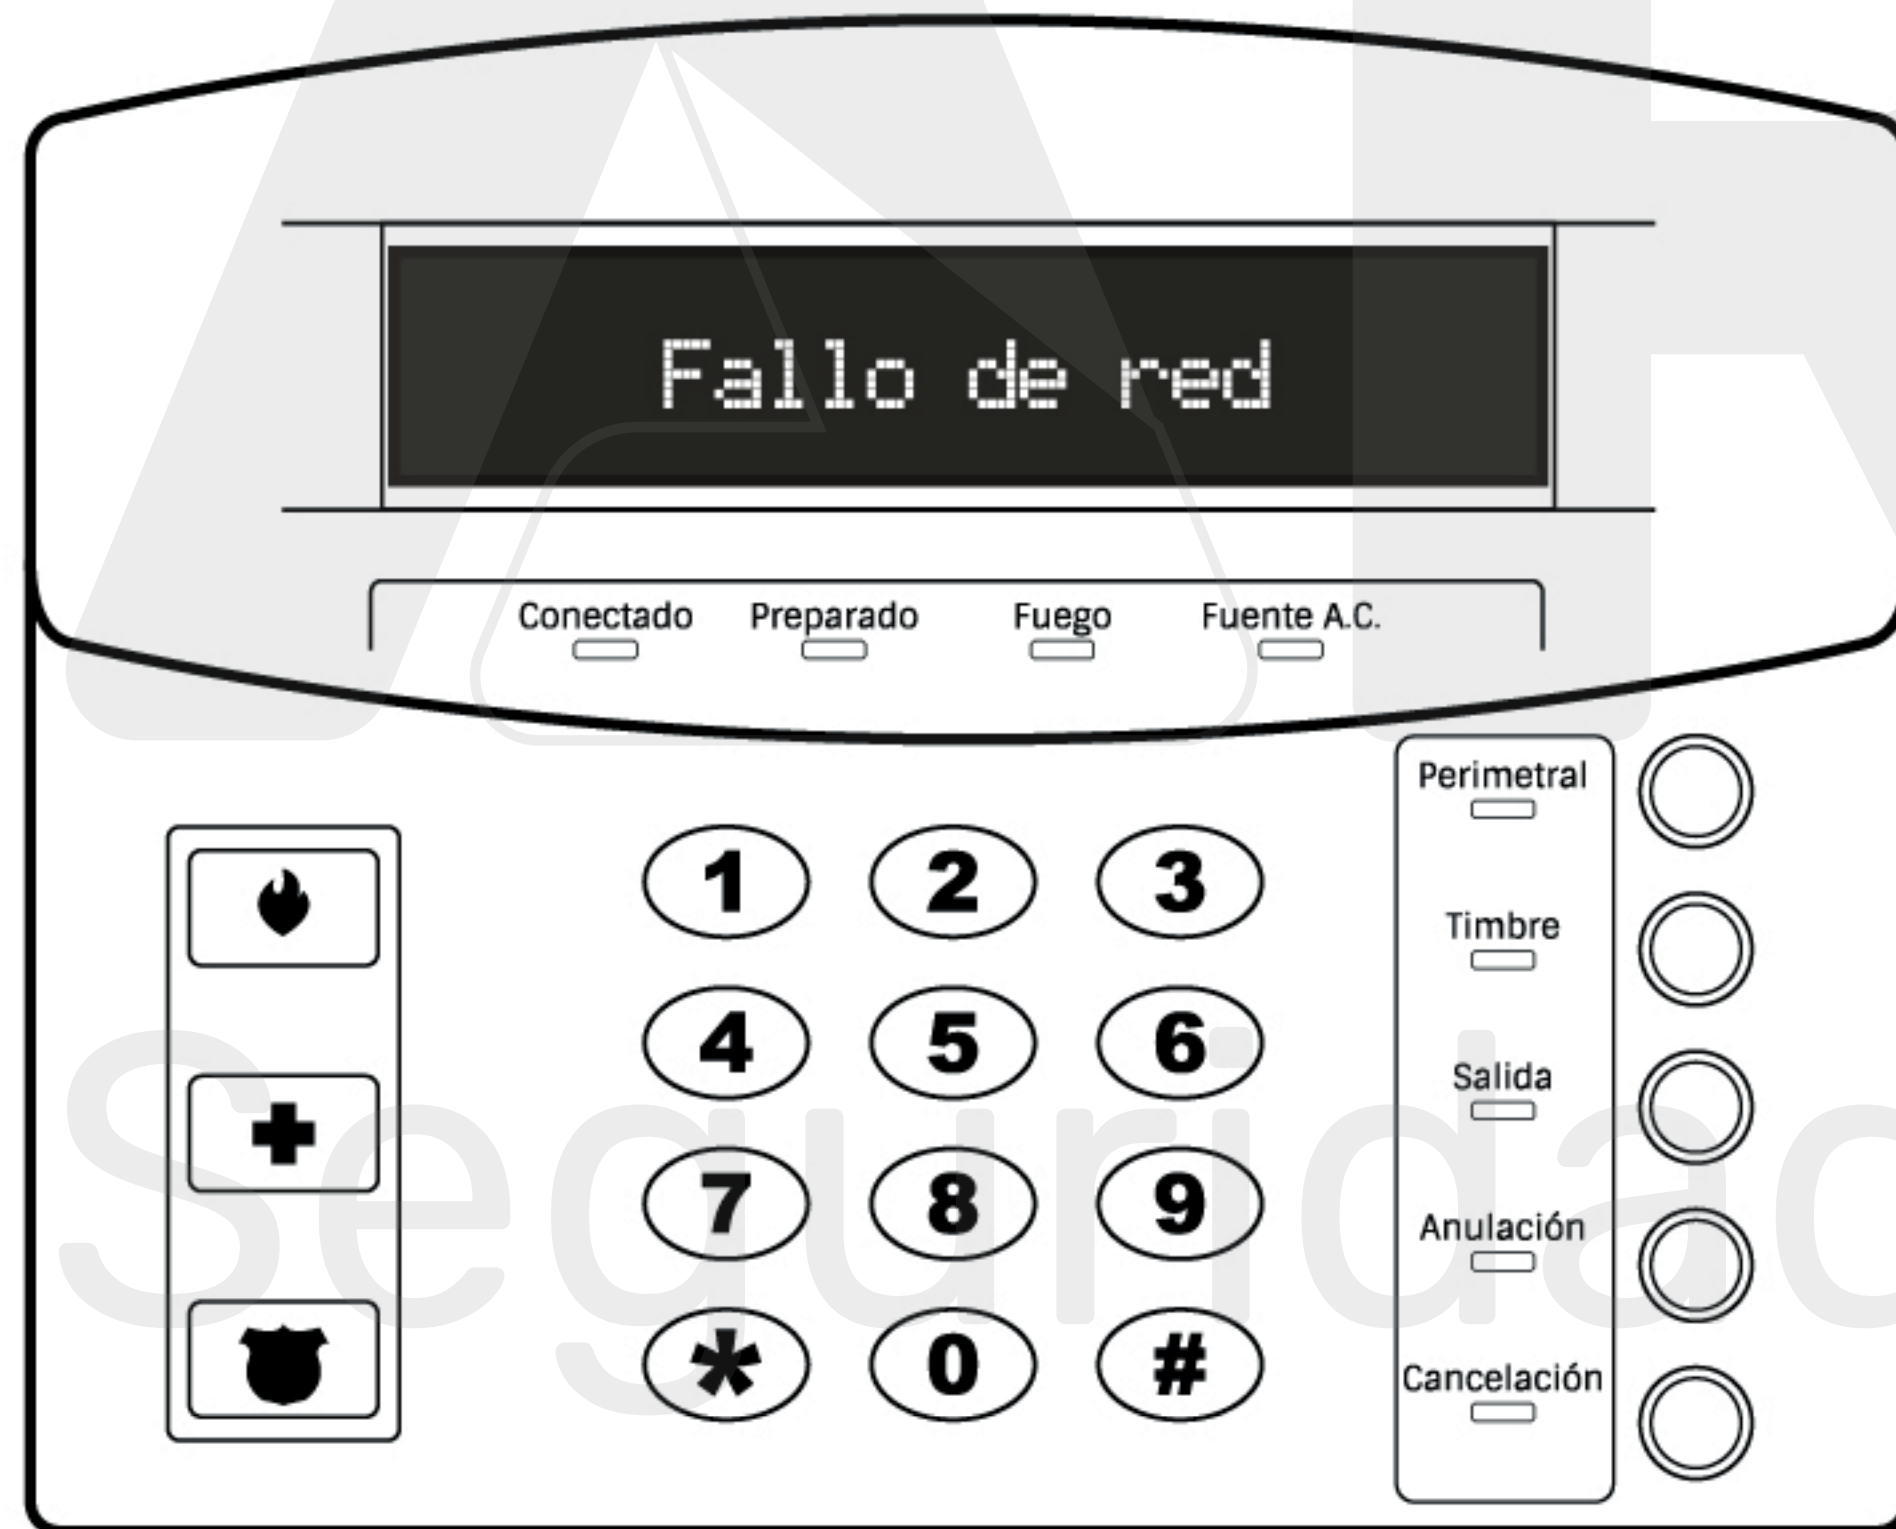 Fallo de red
Conectado Preparado Fuego Fuente A.C.
Perimetral
1 2 3
Timbre
4 5 6
Salida
7 8 9
Anulación
* 0 #
Cancelación
Seguridad